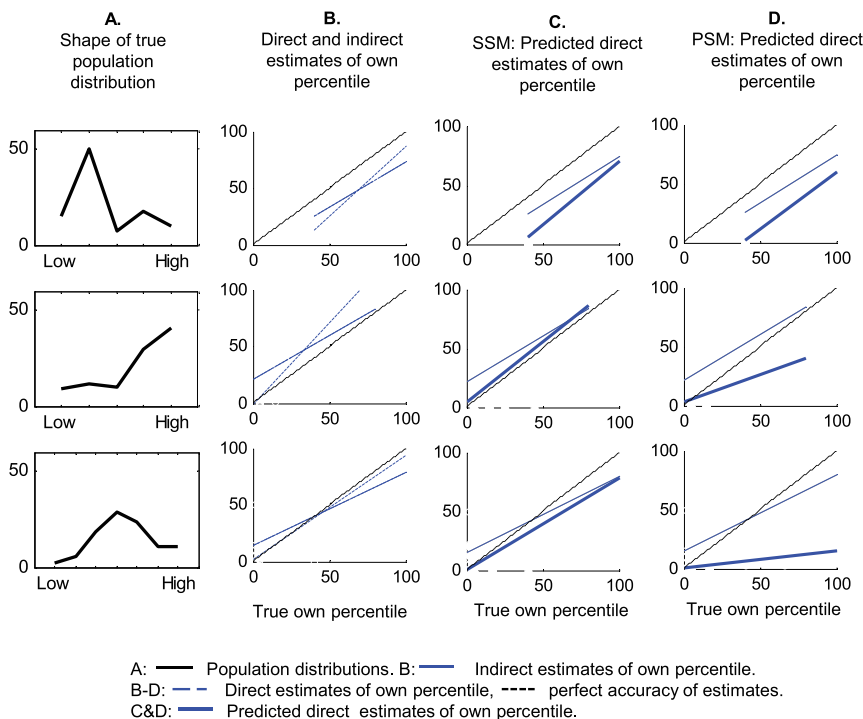 A.
Shape of true
population
distribution
B.
Direct and indirect
estimates of own
percentile
C.
SSM: Predicted direct
estimates of own
percentile
D.
PSM: Predicted direct
estimates of own
percentile
50
0
Low High
100
50
0
0 50 100
100
50
0
0 50 100
100
50
0
0 50 100
50
0
Low High
100
50
0
0 50 100
100
50
0
0 50 100
100
50
0
0 50 100
50
0
Low High
100
50
0
0 50 100
True own percentile
100
50
0
0 50 100
True own percentile
100
50
0
0 50 100
True own percentile
A: Population distributions. B: Indirect estimates of own percentile.
B-D: Direct estimates of own percentile, perfect accuracy of estimates.
C&D: Predicted direct estimates of own percentile.